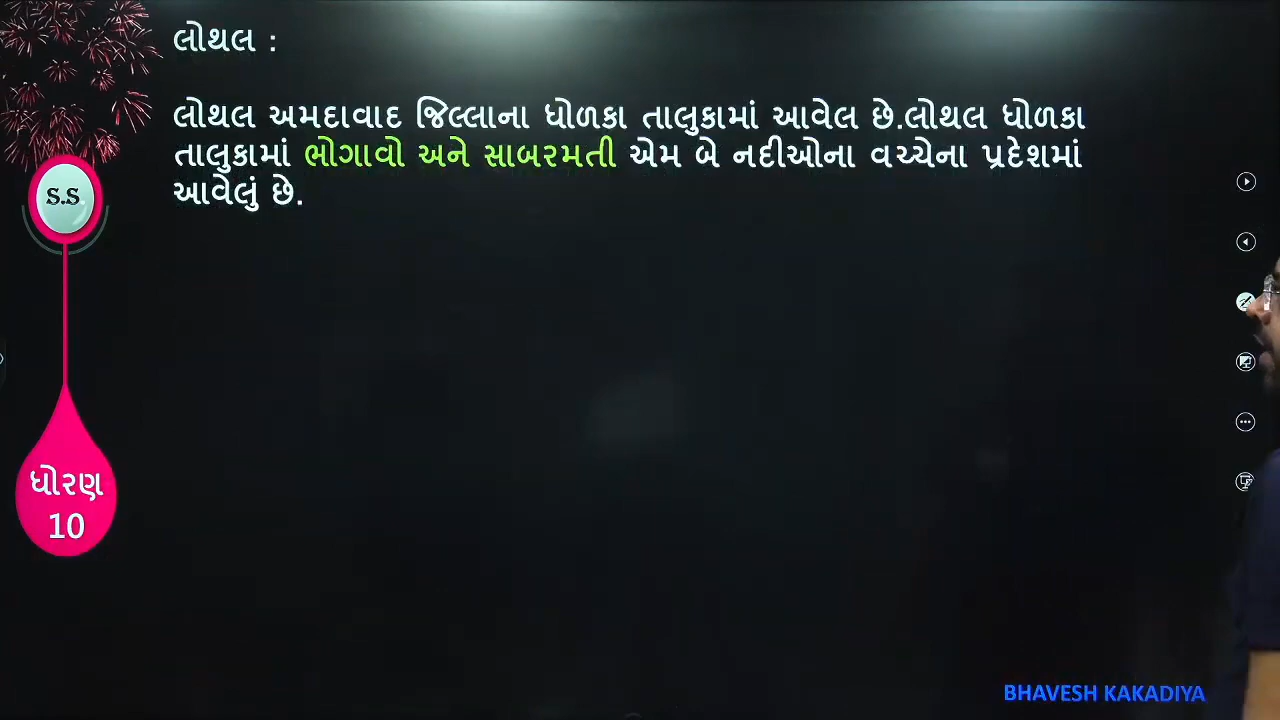 લોથલ :
લોથલ અમદાવાદ જિલ્લાના ધોળકા તાલુકામાં આવેલ છે.લોથલ ધોળકા
તાલુકામાં ભોગાવો અને સાબરમતી એમ બે નદીઓના વચ્ચેના પ્રદેશમાં
આવેલું છે.
S.S.
ધોરણ
10
BHAVESH KAKADIYA